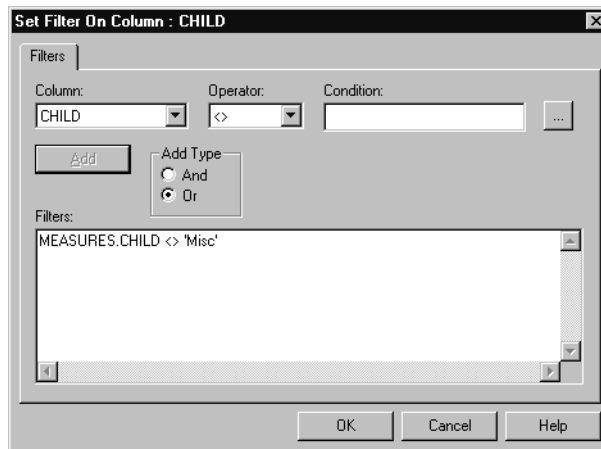 Set Filter On Column : CHILD
Filters
Column: Operator: Condition:
CHILD <> ...
Add
Add Type
And
Or
Filters:
MEASURES.CHILD <> 'Misc'
OK Cancel Help